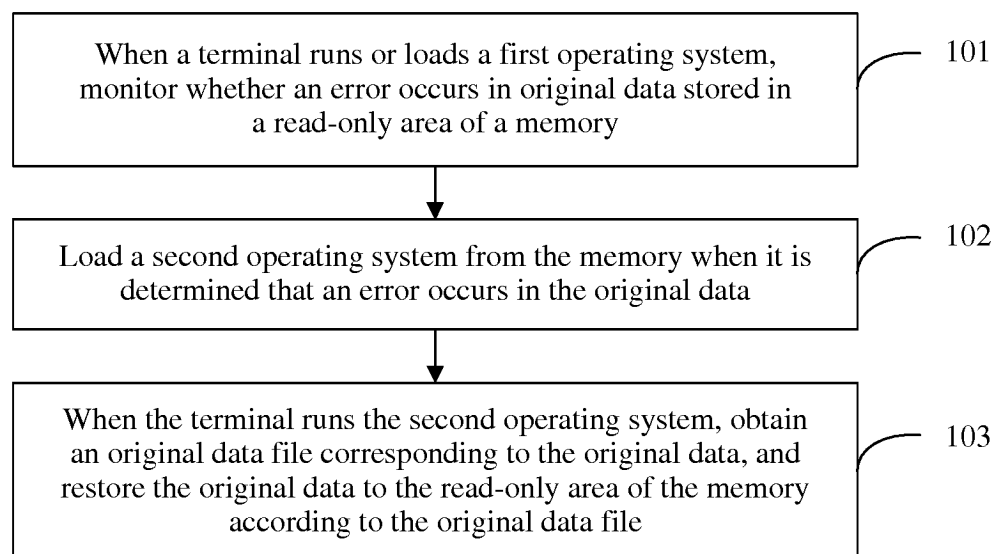 When a terminal runs or loads a first operating system,
monitor whether an error occurs in original data stored in
a read-only area of a memory
101
Load a second operating system from the memory when it is
determined that an error occurs in the original data
102
When the terminal runs the second operating system, obtain
an original data file corresponding to the original data, and
restore the original data to the read-only area of the memory
according to the original data file
103